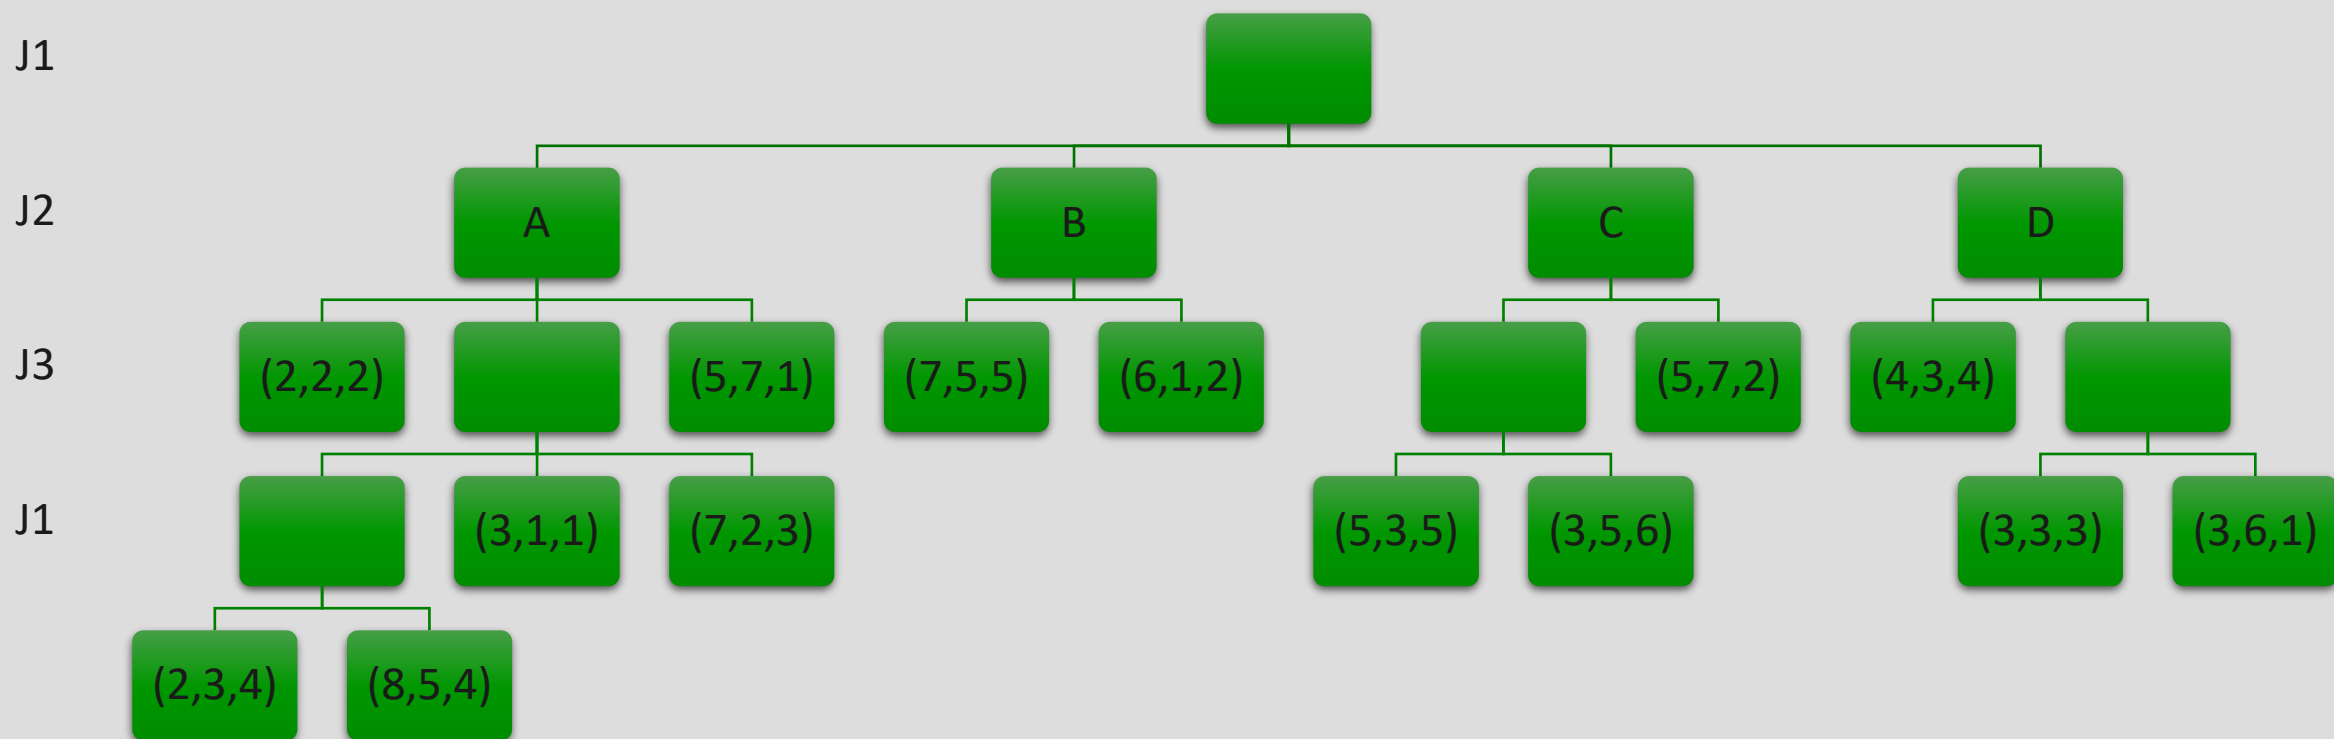 J1
J2
A
B
C
D
J3
(2,2,2)
(5,7,1)
(7,5,5)
(6,1,2)
(5,7,2)
(4,3,4)
J1
(3,1,1)
(7,2,3)
(5,3,5)
(3,5,6)
(3,3,3)
(3,6,1)
(2,3,4)
(8,5,4)